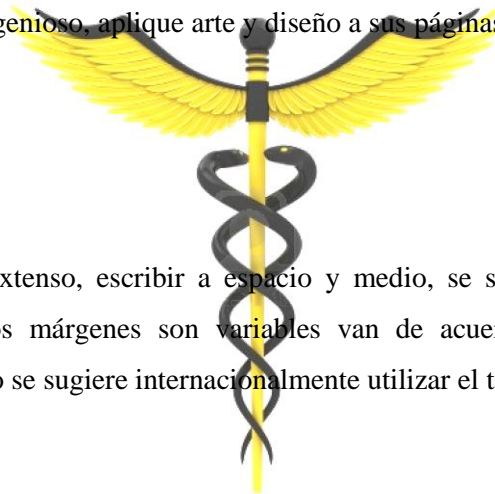 genioso, aplique arte y diseño a sus páginas
xtenso, escribir a espacio y medio, se s
os márgenes son variables van de acue
o se sugiere internacionalmente utilizar el t